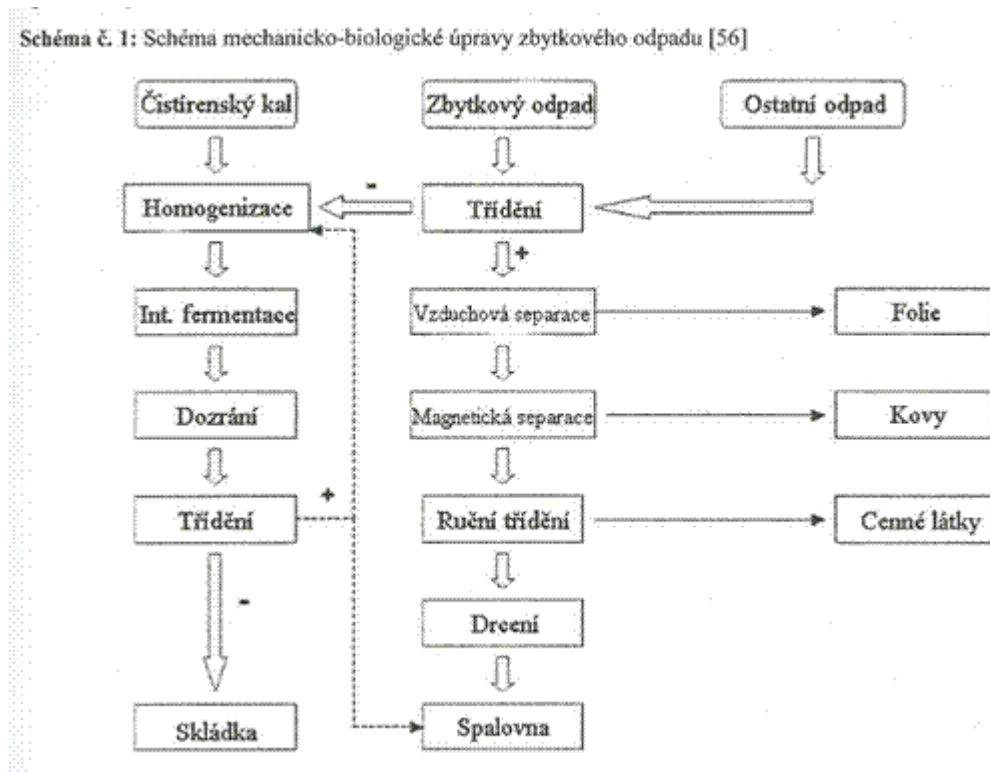 Schéma č. 1: Schéma mechanicko-biologické úpravy zbytkového odpadu [56]
Čistírenský kal
Zbytkový odpad
Ostatní odpad
-
Homogenizace
Třídění
+
Int. fermentace
Vzduchová separace
Folie
Dozrání
Magnetická separace
Kovy
+
Třídění
Ruční třídění
Cenné látky
-
Drcení
Skládka
Spalovna